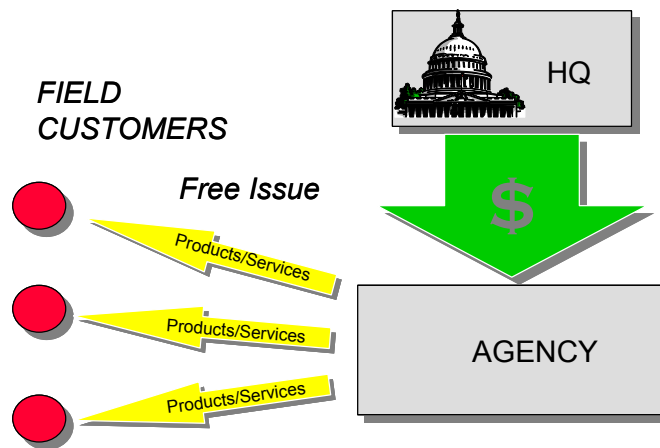 HQ
FIELD
CUSTOMERS
Free Issue
$
Products/Services
Products/Services
AGENCY
Products/Services